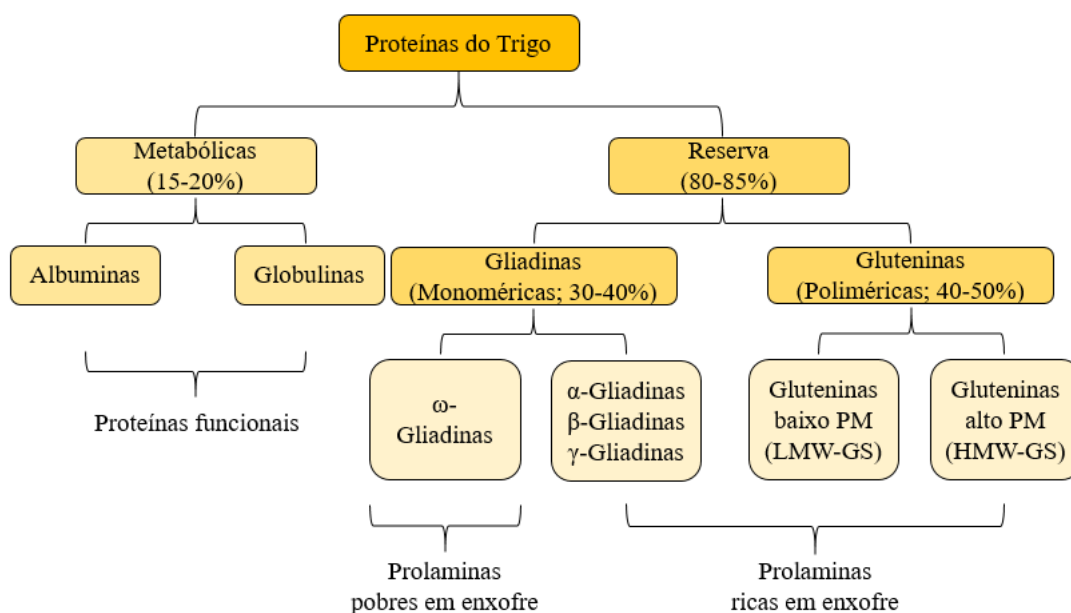 Proteínas do Trigo
Metabólicas
(15-20%)
Reserva
(80-85%)
Albuminas
Globulinas
Gliadinas
(Monoméricas; 30-40%)
Gluteninas
(Poliméricas; 40-50%)
ω-
Gliadinas
α-Gliadinas
β-Gliadinas
γ-Gliadinas
Gluteninas
baixo PM
(LMW-GS)
Gluteninas
alto PM
(HMW-GS)
Proteínas funcionais
Prolaminas
pobres em enxofre
Prolaminas
ricas em enxofre